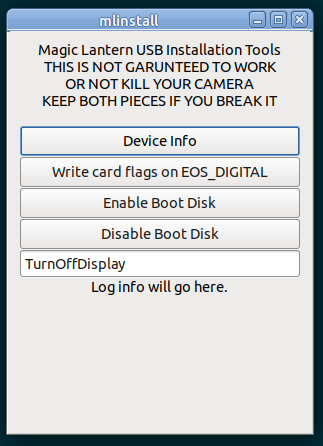 mlinstall
Magic Lantern USB Installation Tools
THIS IS NOT GARUNTEED TO WORK
OR NOT KILL YOUR CAMERA
KEEP BOTH PIECES IF YOU BREAK IT
Device Info
Write card flags on EOS_DIGITAL
Enable Boot Disk
Disable Boot Disk
TurnOffDisplay
Log info will go here.